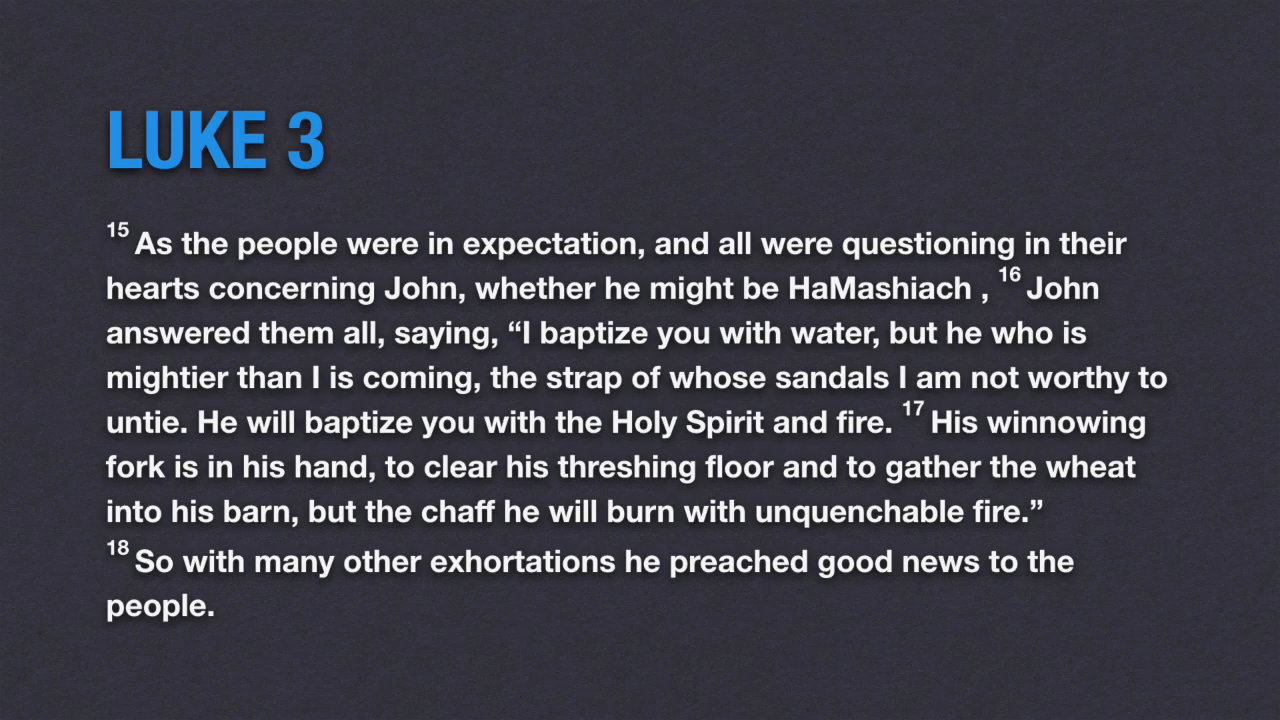 LUKE 3
15 As the people were in expectation, and all were questioning in their
hearts concerning John, whether he might be HaMashiach , 16 John
answered them all, saying, “I baptize you with water, but he who is
mightier than I is coming, the strap of whose sandals I am not worthy to
untie. He will baptize you with the Holy Spirit and fire. 17 His winnowing
fork is in his hand, to clear his threshing floor and to gather the wheat
into his barn, but the chaff he will burn with unquenchable fire.”
18 So with many other exhortations he preached good news to the
people.